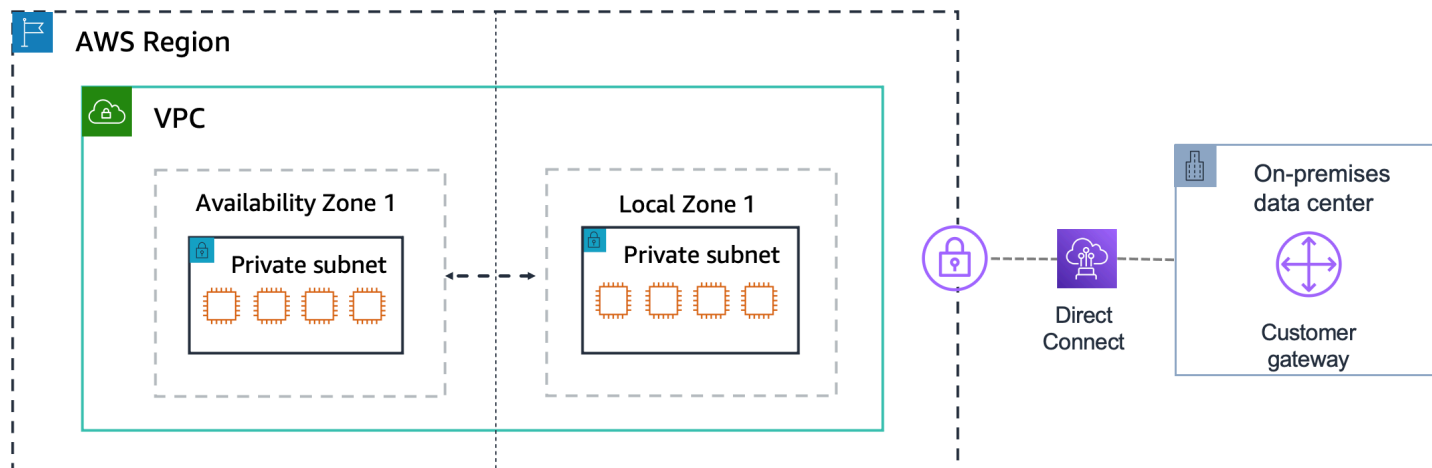 AWS Region
VPC
Availability Zone 1
Private subnet
Local Zone 1
Private subnet
Direct
Connect
On-premises
data center
Customer
gateway